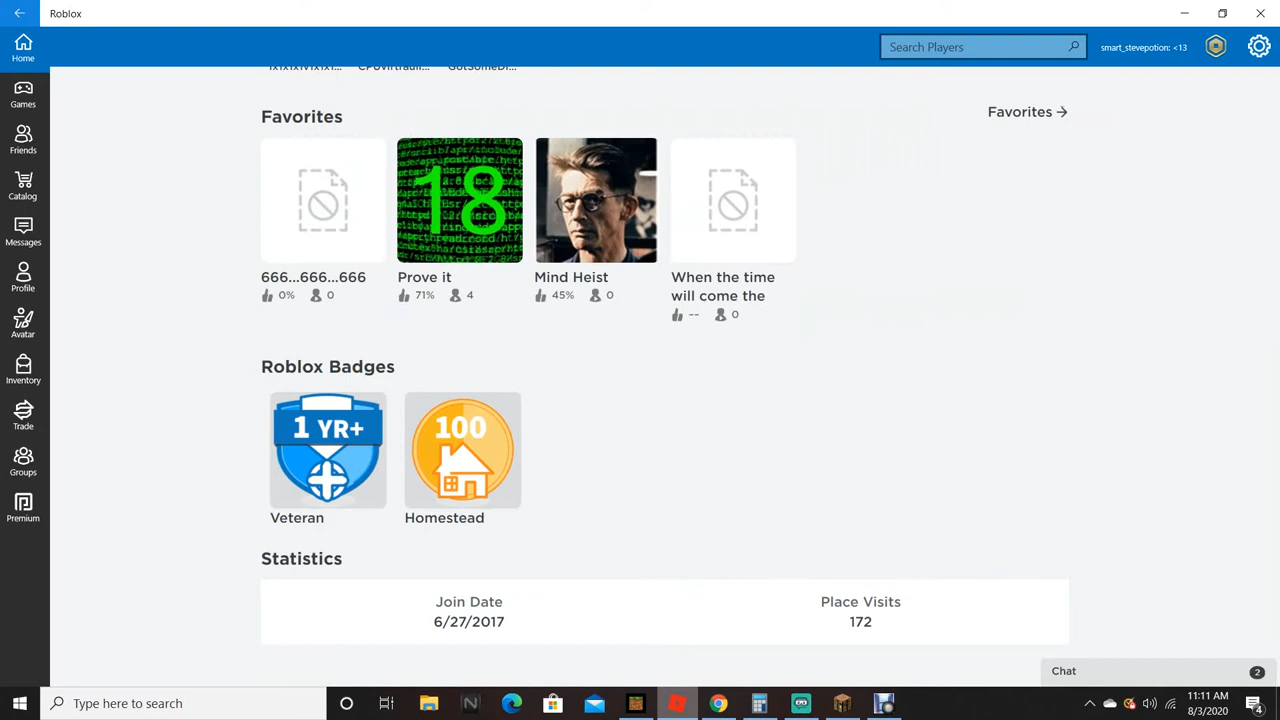 Roblox
Home
Search Players
smart_stevepotion: <13
Games
Friends
Catalog
Messages
Profile
Avatar
Inventory
Trade
Groups
Premium
Favorites
Favorites →
18
666...666...666
0% 0
Prove it
71% 4
Mind Heist
45% 0
When the time
will come the
-- 0
Roblox Badges
1 YR+
100
Veteran
Homestead
Statistics
Join Date
6/27/2017
Place Visits
172
Chat
2
Type here to search
11:11 AM
8/3/2020
4